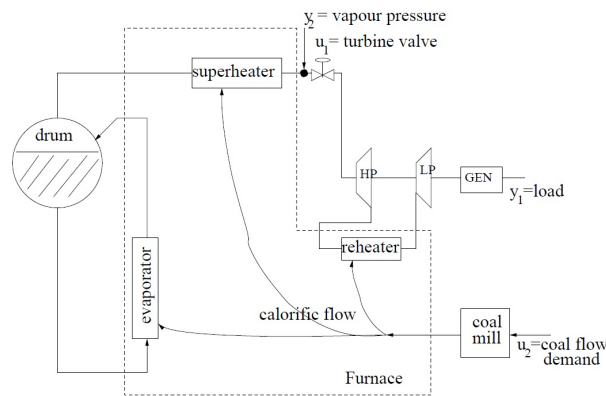 y₂ = vapour pressure
u₁= turbine valve
superheater
drum
HP
LP
GEN
y₁=load
reheater
evaporator
calorific flow
coal
mill
u₂=coal flow
demand
Furnace